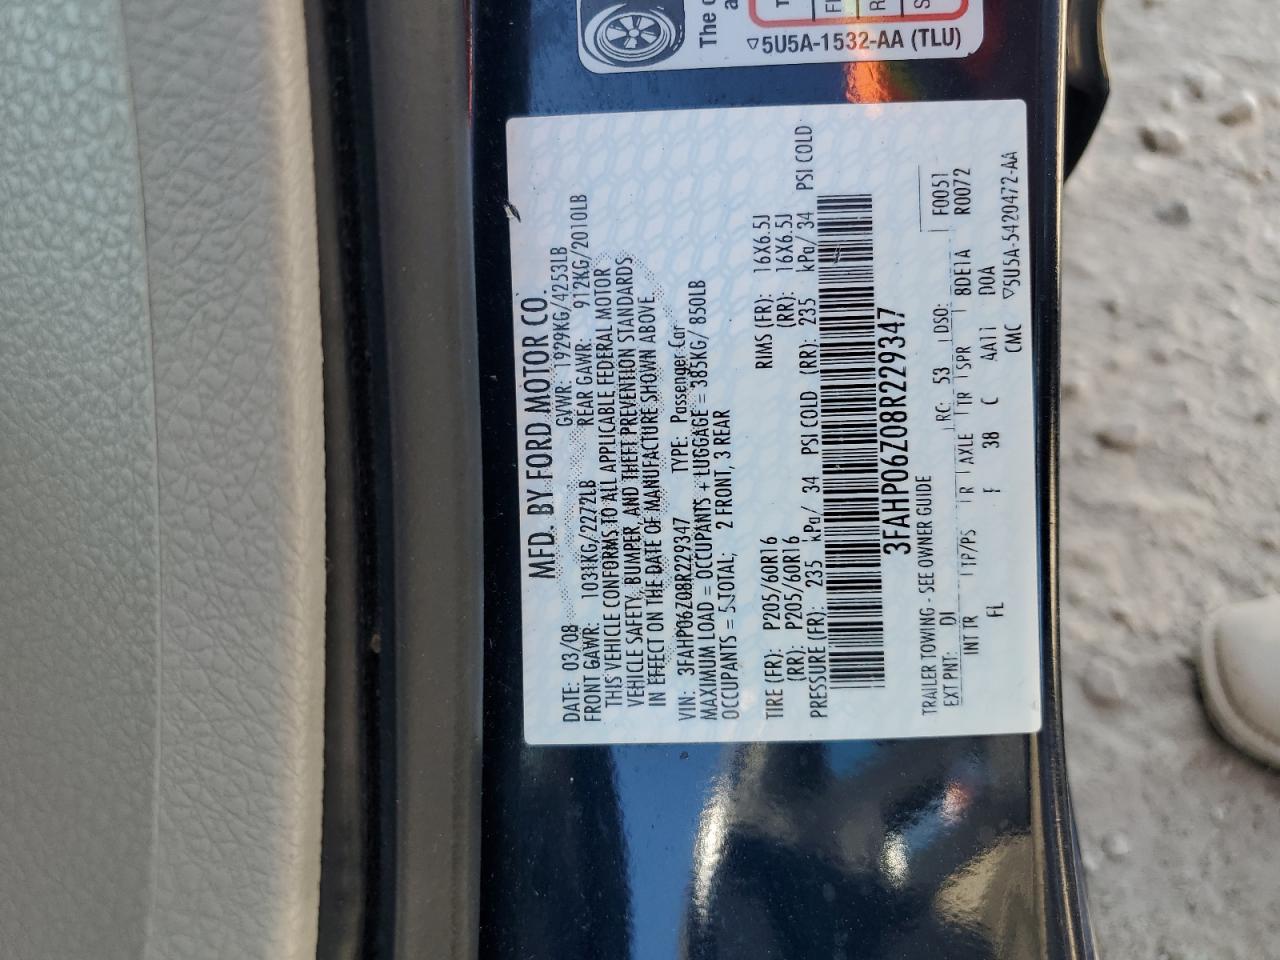 The
5U5A-1532-AA (TLU)
MFD. BY FORD MOTOR CO.
DATE: 03/08 GVWR: 1929KG/4253LB
FRONT GAWR: 1031KG/2272LB REAR GAWR: 912KG/2010LB
THIS VEHICLE CONFORMS TO ALL APPLICABLE FEDERAL MOTOR
VEHICLE SAFETY, BUMPER, AND THEFT PREVENTION STANDARDS
IN EFFECT ON THE DATE OF MANUFACTURE SHOWN ABOVE.
VIN: 3FAHP06Z08R229347 TYPE: Passenger Car
MAXIMUM LOAD = OCCUPANTS + LUGGAGE = 385KG/ 850LB
OCCUPANTS = 5 TOTAL; 2 FRONT, 3 REAR
TIRE (FR): P205/60R16 RIMS (FR): 16X6.5J
(RR): P205/60R16 (RR): 16X6.5J
PRESSURE (FR): 235 kPa/ 34 PSI COLD (RR): 235 kPa/ 34 PSI COLD
3FAHP06Z08R229347
TRAILER TOWING - SEE OWNER GUIDE F0051
EXT PNT: DI RC: 53 DSO: R0072
INT TR TP/PS R AXLE TR SPR 8DE1A
FL 38 C AA11 DOA
CMC ▽5U5A-5420472-AA